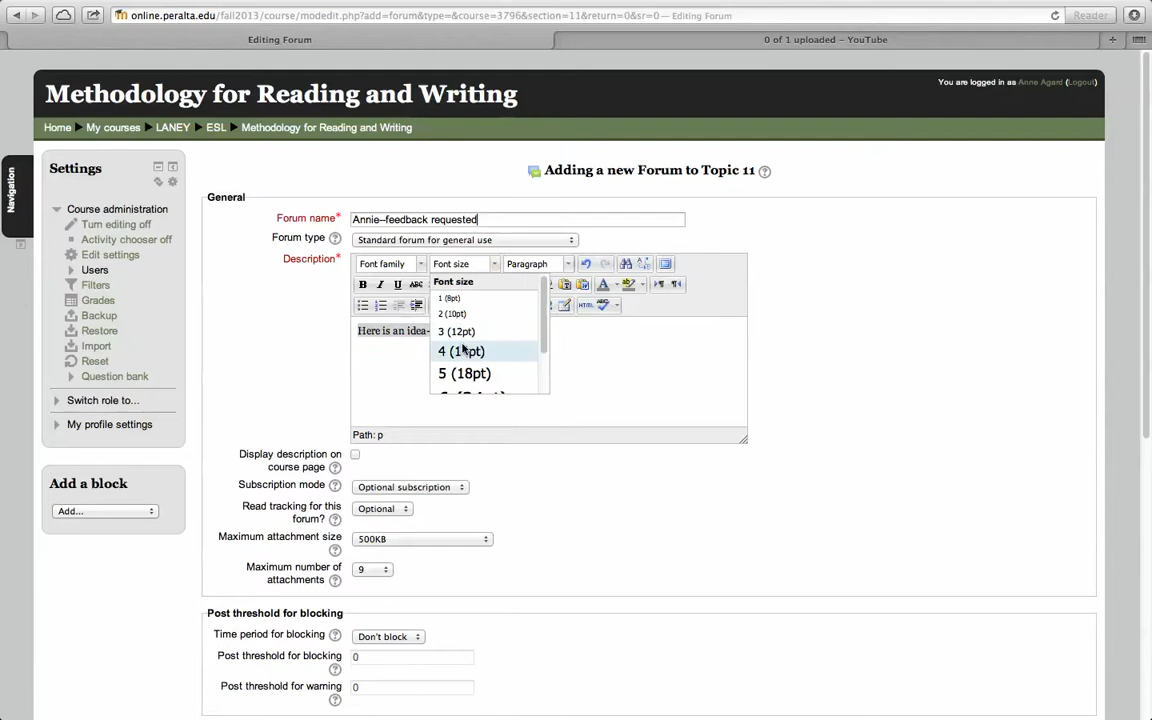 online.peralta.edu/fall2013/course/modedit.php?add=forum&type=&course=3796&section=11&return=0&sr=0 — Editing Forum
Reader
Editing Forum
0 of 1 uploaded – YouTube
Methodology for Reading and Writing
You are logged in as Anne Agard (Logout)
Home ▶ My courses ▶ LANEY ▶ ESL ▶ Methodology for Reading and Writing
Navigation
Settings
Course administration
Turn editing off
Activity chooser off
Edit settings
Users
Filters
Grades
Backup
Restore
Import
Reset
Question bank
Switch role to...
My profile settings
Add a block
Add...
Adding a new Forum to Topic 11
General
Forum name*
Annie--feedback requested
Forum type
Standard forum for general use
Description*
Font family
Font size
Paragraph
B I U ABC
HTML
Font size
1 (8pt)
2 (10pt)
3 (12pt)
4 (14pt)
5 (18pt)
Here is an idea-
Path: p
Display description on
course page
Subscription mode
Optional subscription
Read tracking for this
forum?
Optional
Maximum attachment size
500KB
Maximum number of
attachments
9
Post threshold for blocking
Time period for blocking
Don't block
Post threshold for blocking
0
Post threshold for warning
0